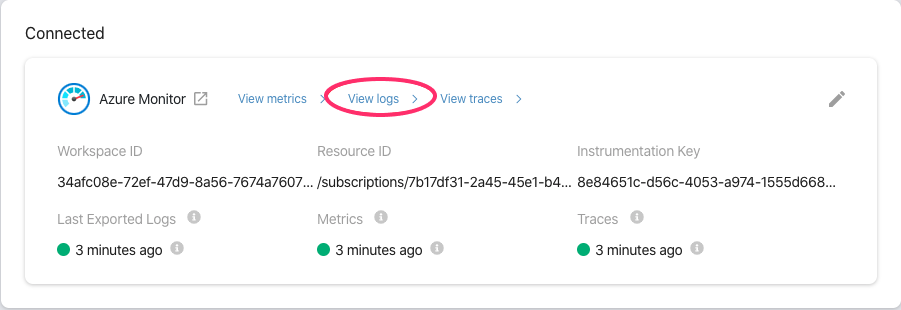 Connected
Azure Monitor View metrics View logs View traces
Workspace ID Resource ID Instrumentation Key
34afc08e-72ef-47d9-8a56-7674a7607... /subscriptions/7b17df31-2a45-45e1-b4... 8e84651c-d56c-4053-a974-1555d668...
Last Exported Logs Metrics Traces
3 minutes ago 3 minutes ago 3 minutes ago